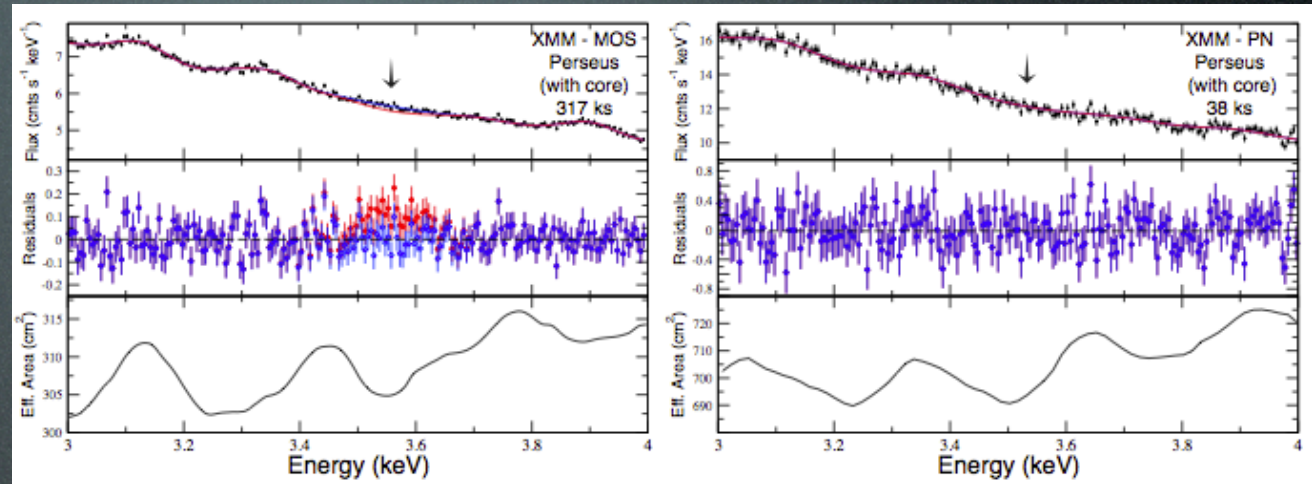 XMM - MOS
Perseus
(with core)
317 ks
Flux (cnts s⁻¹ keV⁻¹)
7
6
5
Residuals
0.3
0.2
0.1
0
-0.1
-0.2
Eff. Area (cm²)
315
310
305
300
3 3.2 3.4 3.6 3.8 4
Energy (keV)
XMM - PN
Perseus
(with core)
38 ks
Flux (cnts s⁻¹ keV⁻¹)
16
14
12
10
Residuals
0.8
0.4
0
-0.4
-0.8
Eff. Area (cm²)
720
710
700
690
3 3.2 3.4 3.6 3.8 4
Energy (keV)